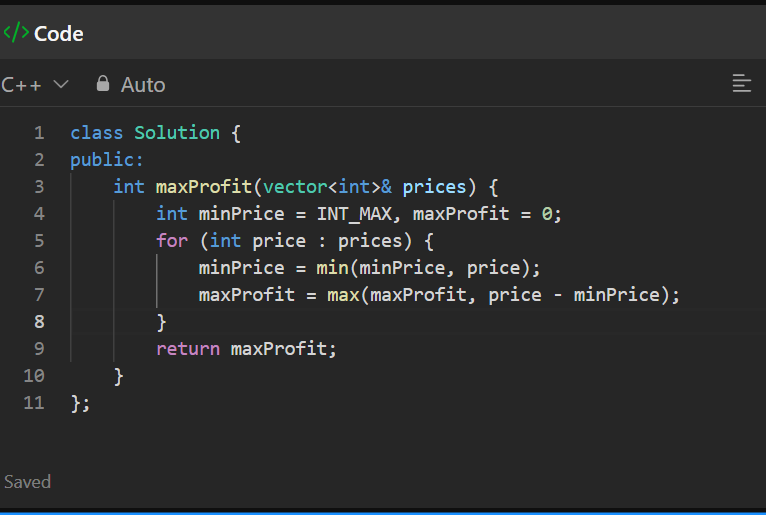 </> Code
C++ Auto
1 class Solution {
2 public:
3     int maxProfit(vector<int>& prices) {
4         int minPrice = INT_MAX, maxProfit = 0;
5         for (int price : prices) {
6             minPrice = min(minPrice, price);
7             maxProfit = max(maxProfit, price - minPrice);
8         }
9         return maxProfit;
10     }
11 };
Saved